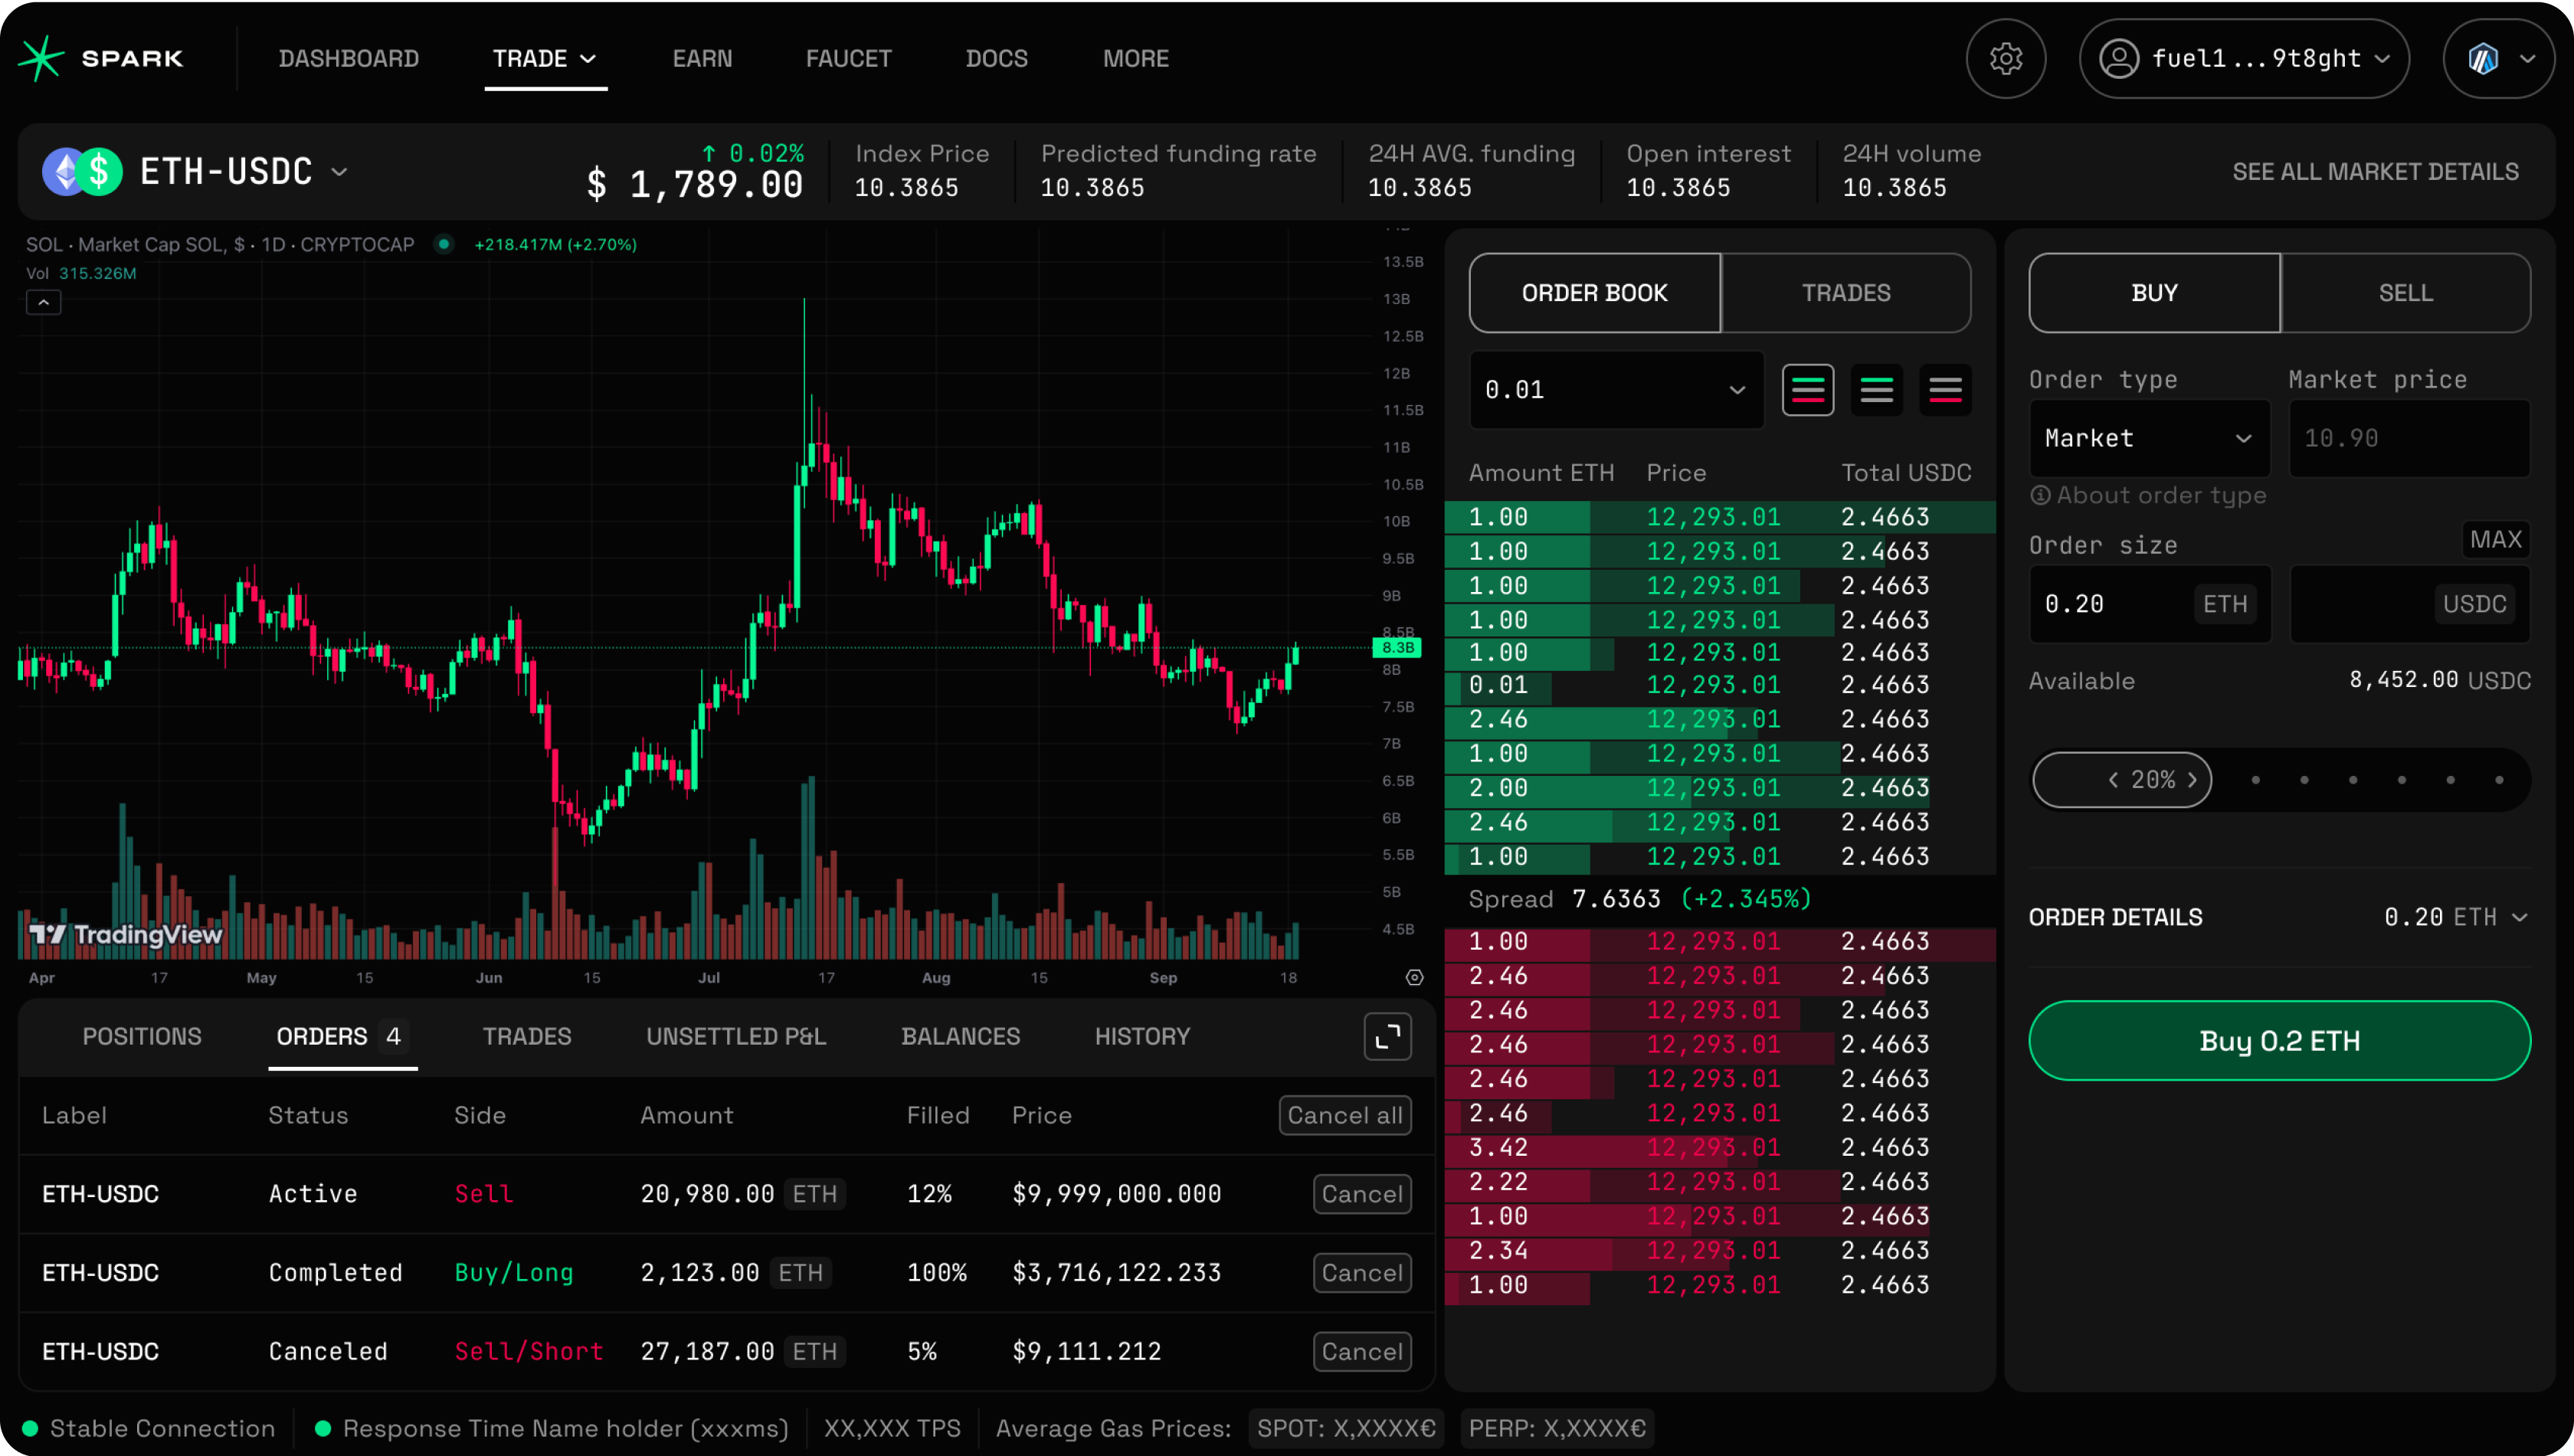 SPARK
DASHBOARD TRADE EARN FAUCET DOCS MORE
fuel1...9t8ght
ETH-USDC
↑ 0.02%
$ 1,789.00
Index Price
10.3865
Predicted funding rate
10.3865
24H AVG. funding
10.3865
Open interest
10.3865
24H volume
10.3865
SEE ALL MARKET DETAILS
SOL · Market Cap SOL, $ · 1D · CRYPTOCAP +218.417M (+2.70%)
Vol 315.326M
13.5B
13B
12.5B
12B
11.5B
11B
10.5B
10B
9.5B
9B
8.5B
8.3B
8B
7.5B
7B
6.5B
6B
5.5B
5B
4.5B
TradingView
Apr 17 May 15 Jun 15 Jul 17 Aug 15 Sep 18
ORDER BOOK TRADES
0.01
Amount ETH Price Total USDC
1.00 12,293.01 2.4663
1.00 12,293.01 2.4663
1.00 12,293.01 2.4663
1.00 12,293.01 2.4663
1.00 12,293.01 2.4663
0.01 12,293.01 2.4663
2.46 12,293.01 2.4663
1.00 12,293.01 2.4663
2.00 12,293.01 2.4663
2.46 12,293.01 2.4663
1.00 12,293.01 2.4663
Spread 7.6363 (+2.345%)
1.00 12,293.01 2.4663
2.46 12,293.01 2.4663
2.46 12,293.01 2.4663
2.46 12,293.01 2.4663
2.46 12,293.01 2.4663
2.46 12,293.01 2.4663
3.42 12,293.01 2.4663
2.22 12,293.01 2.4663
1.00 12,293.01 2.4663
2.34 12,293.01 2.4663
1.00 12,293.01 2.4663
BUY SELL
Order type Market price
Market 10.90
About order type
Order size MAX
0.20 ETH USDC
Available 8,452.00 USDC
< 20% >
ORDER DETAILS 0.20 ETH
Buy 0.2 ETH
POSITIONS ORDERS 4 TRADES UNSETTLED P&L BALANCES HISTORY
Label Status Side Amount Filled Price Cancel all
ETH-USDC Active Sell 20,980.00 ETH 12% $9,999,000.000 Cancel
ETH-USDC Completed Buy/Long 2,123.00 ETH 100% $3,716,122.233 Cancel
ETH-USDC Canceled Sell/Short 27,187.00 ETH 5% $9,111.212 Cancel
Stable Connection Response Time Name holder (xxxms) XX,XXX TPS Average Gas Prices: SPOT: X,XXXX€ PERP: X,XXXX€